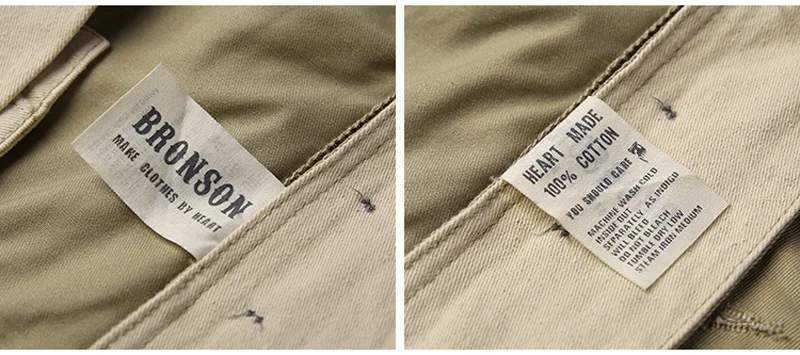 BRONSON
MAKE CLOTHES BY HEART
HEART MADE
100% COTTON
YOU SHOULD CARE
MACHINE WASH COLD
INSIDE OUT
SEPARATELY AS INDIGO
WILL BLEED
DO NOT BLEACH
TUMBLE DRY LOW
STEAM IRON MEDIUM